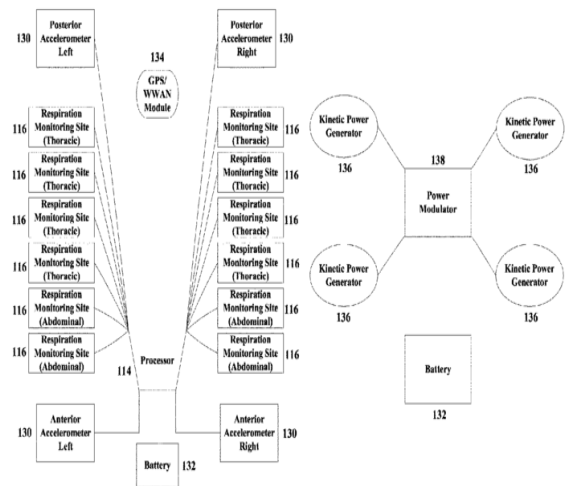 Posterior
Accelerometer
Left
130
Posterior
Accelerometer
Right
130
134
GPS/
WWAN
Module
116
Respiration
Monitoring Site
(Thoracic)
116
Respiration
Monitoring Site
(Thoracic)
116
Respiration
Monitoring Site
(Thoracic)
116
Respiration
Monitoring Site
(Thoracic)
116
Respiration
Monitoring Site
(Abdominal)
116
Respiration
Monitoring Site
(Abdominal)
Respiration
Monitoring Site
(Thoracic)
116
Respiration
Monitoring Site
(Thoracic)
116
Respiration
Monitoring Site
(Thoracic)
116
Respiration
Monitoring Site
(Thoracic)
116
Respiration
Monitoring Site
(Abdominal)
116
Respiration
Monitoring Site
(Abdominal)
116
Processor
114
130
Anterior
Accelerometer
Left
Anterior
Accelerometer
Right
130
Battery
132
Kinetic Power
Generator
136
Kinetic Power
Generator
136
138
Power
Modulator
Kinetic Power
Generator
136
Kinetic Power
Generator
136
Battery
132